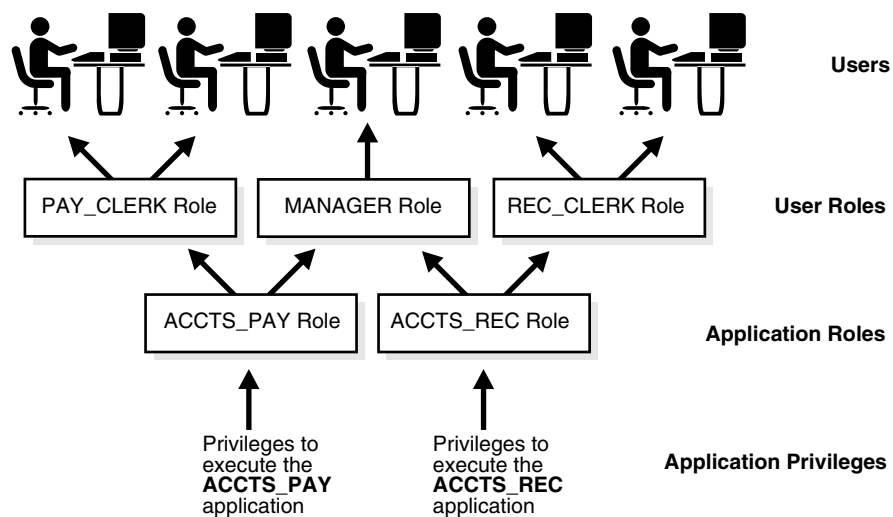 Users
PAY_CLERK Role
MANAGER Role
REC_CLERK Role
User Roles
ACCTS_PAY Role
ACCTS_REC Role
Application Roles
Privileges to
execute the
ACCTS_PAY
application
Privileges to
execute the
ACCTS_REC
application
Application Privileges